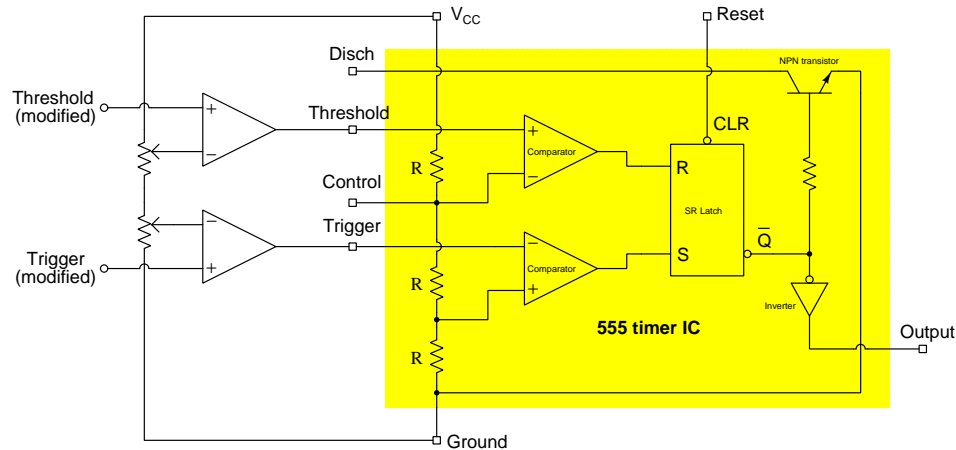 V_CC
Reset
Disch
NPN transistor
Threshold
(modified)
+
−
Threshold
+
−
Comparator
CLR
R
Control
R
SR Latch
S
Q̅
−
+
Trigger
−
+
Comparator
Trigger
(modified)
R
Inverter
555 timer IC
Output
R
Ground